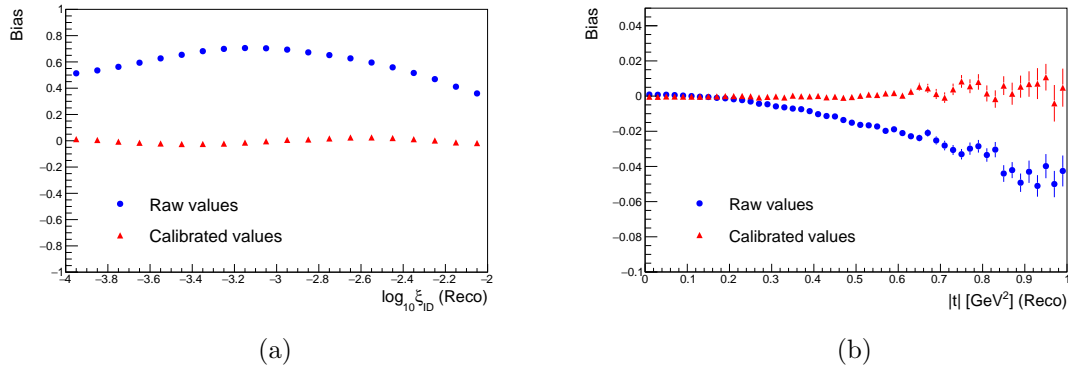 Bias
1
0.8
0.6
0.4
0.2
0
−0.2
−0.4
−0.6
−0.8
−1
Raw values
Calibrated values
−4 −3.8 −3.6 −3.4 −3.2 −3 −2.8 −2.6 −2.4 −2.2 −2
log₁₀ξ_ID (Reco)
(a)
Bias
0.04
0.02
0
−0.02
−0.04
−0.06
−0.08
−0.1
Raw values
Calibrated values
0 0.1 0.2 0.3 0.4 0.5 0.6 0.7 0.8 0.9 1
|t| [GeV²] (Reco)
(b)